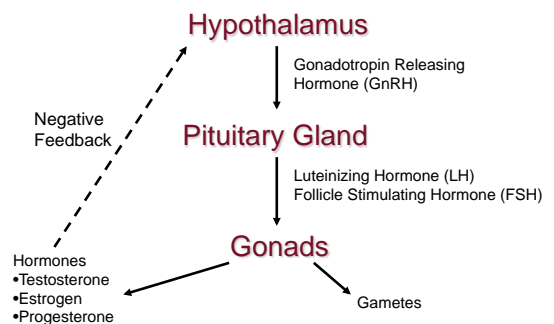 Hypothalamus
Gonadotropin Releasing
Hormone (GnRH)
Negative
Feedback
Pituitary Gland
Luteinizing Hormone (LH)
Follicle Stimulating Hormone (FSH)
Gonads
Hormones
•Testosterone
•Estrogen
•Progesterone
Gametes